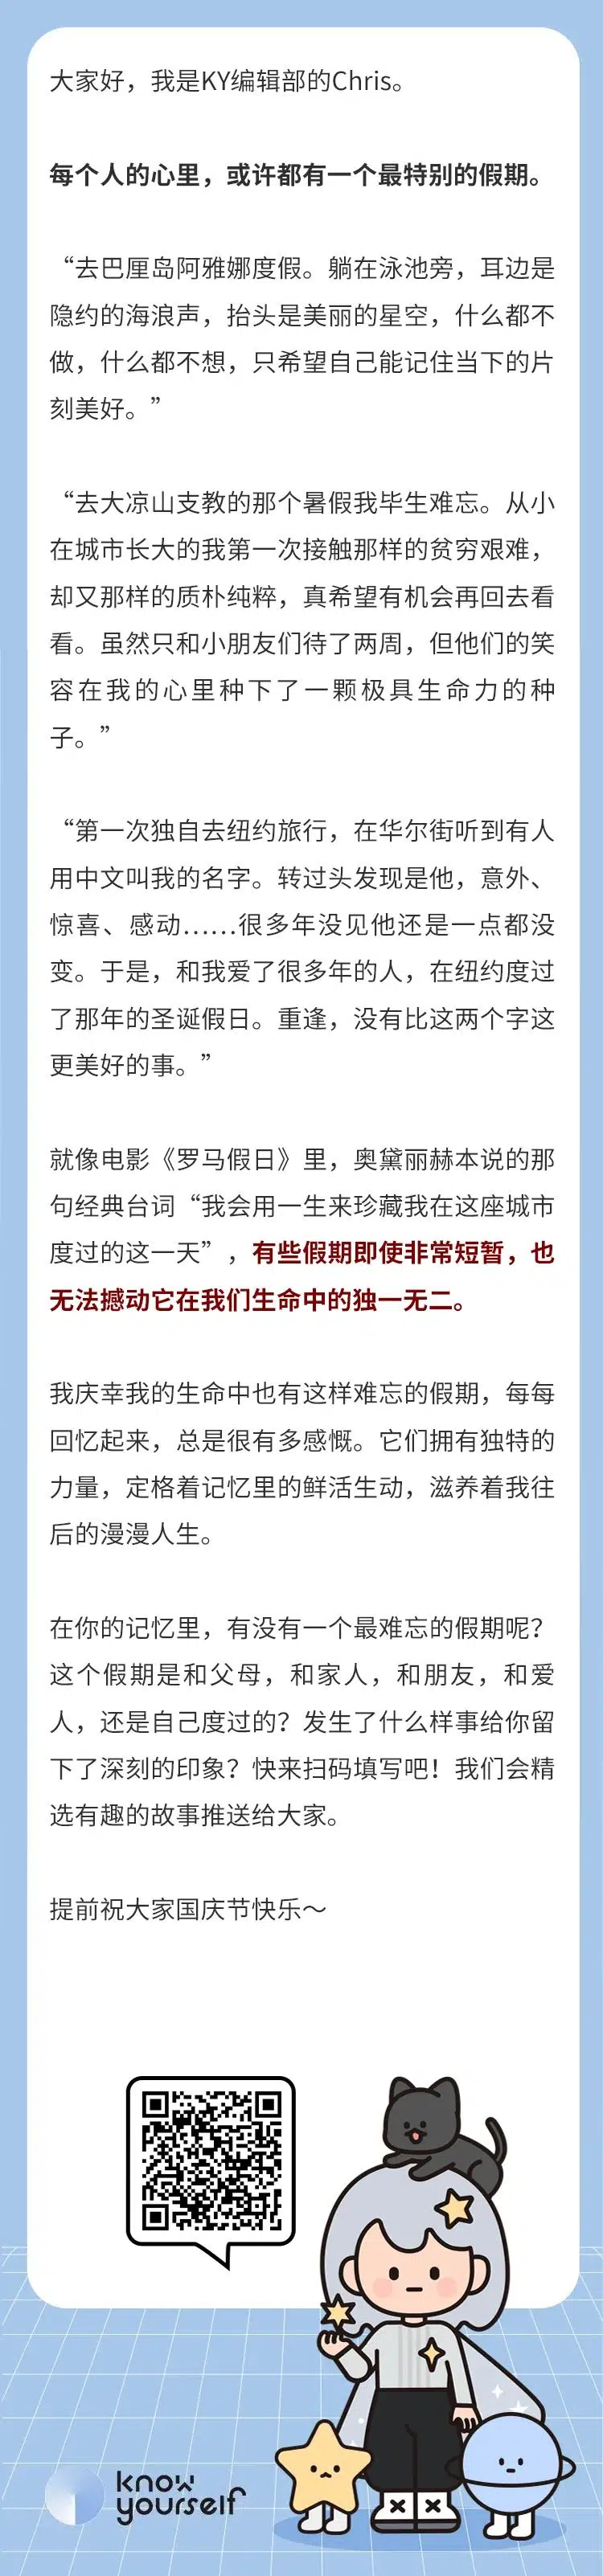 大家好，我是KY编辑部的Chris。
每个人的心里，或许都有一个最特别的假期。
“去巴厘岛阿雅娜度假。躺在泳池旁，耳边是
隐约的海浪声，抬头是美丽的星空，什么都不
做，什么都不想，只希望自己能记住当下的片
刻美好。”
“去大凉山支教的那个暑假我毕生难忘。从小
在城市长大的我第一次接触那样的贫穷艰难，
却又那样的质朴纯粹，真希望有机会再回去看
看。虽然只和小朋友们待了两周，但他们的笑
容在我的心里种下了一颗极具生命力的种
子。”
“第一次独自去纽约旅行，在华尔街听到有人
用中文叫我的名字。转过头发现是他，意外、
惊喜、感动……很多年没见他还是一点都没
变。于是，和我爱了很多年的人，在纽约度过
了那年的圣诞假日。重逢，没有比这两个字这
更美好的事。”
就像电影《罗马假日》里，奥黛丽赫本说的那
句经典台词“我会用一生来珍藏我在这座城市
度过的这一天”，有些假期即使非常短暂，也
无法撼动它在我们生命中的独一无二。
我庆幸我的生命中也有这样难忘的假期，每每
回忆起来，总是很有多感慨。它们拥有独特的
力量，定格着记忆里的鲜活生动，滋养着我往
后的漫漫人生。
在你的记忆里，有没有一个最难忘的假期呢？
这个假期是和父母，和家人，和朋友，和爱
人，还是自己度过的？发生了什么样事给你留
下了深刻的印象？快来扫码填写吧！我们会精
选有趣的故事推送给大家。
提前祝大家国庆节快乐～
know
yourself